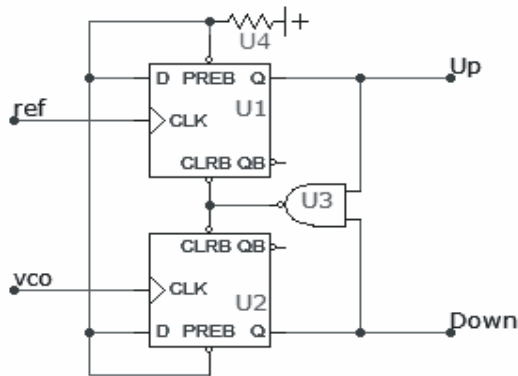 +
U4
D PREB Q
Up
U1
ref
CLK
CLRB QB
U3
CLRB QB
vco
CLK
U2
D PREB Q
Down